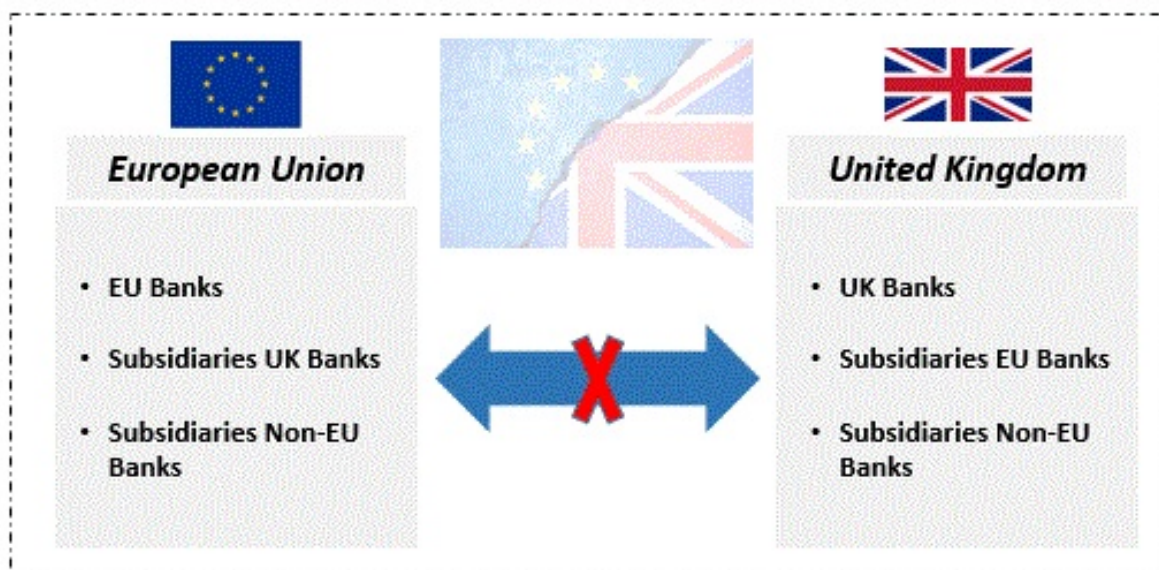 European Union
United Kingdom
• EU Banks
• Subsidiaries UK Banks
• Subsidiaries Non-EU
Banks
• UK Banks
• Subsidiaries EU Banks
• Subsidiaries Non-EU
Banks